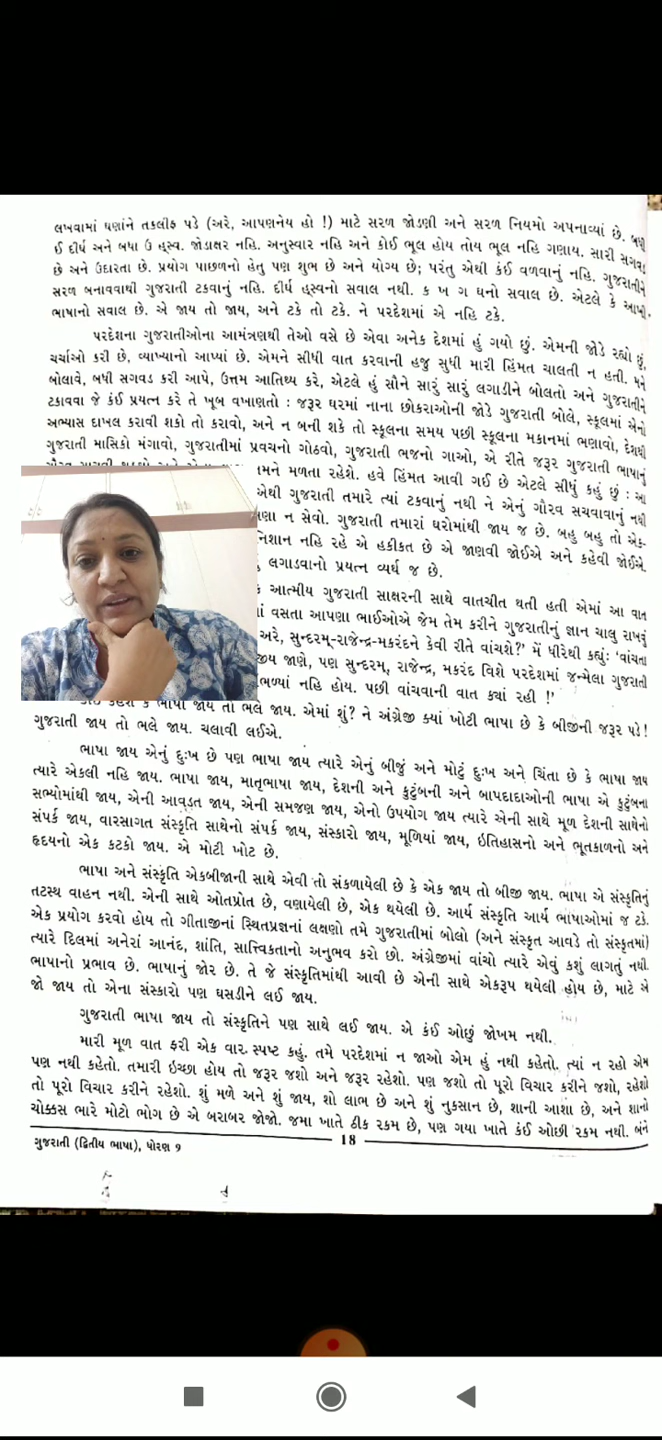 લખવામાં ઘણાંને તકલીફ પડે (અરે, આપણનેય હો !) માટે સરળ જોડણી અને સરળ નિયમો અપનાવ્યાં છે. બધી
ઈ દીર્ઘ અને બધા ઉ હ્રસ્વ. જોડાક્ષર નહિ. અનુસ્વાર નહિ અને કોઈ ભૂલ હોય તોય ભૂલ નહિ ગણાય. સારી સગવડ
છે અને ઉદારતા છે. પ્રયોગ પાછળનો હેતુ પણ શુભ છે અને યોગ્ય છે; પરંતુ એથી કંઈ વળવાનું નહિ. ગુજરાતીને
સરળ બનાવવાથી ગુજરાતી ટકવાનું નહિ. દીર્ઘ હ્રસ્વનો સવાલ નથી. ક ખ ગ ઘનો સવાલ છે. એટલે કે આખી
ભાષાનો સવાલ છે. એ જાય તો જાય, અને ટકે તો ટકે. ને પરદેશમાં એ નહિ ટકે.
પરદેશના ગુજરાતીઓના આમંત્રણથી તેઓ વસે છે એવા અનેક દેશમાં હું ગયો છું. એમની જોડે રહ્યો છું,
ચર્ચાઓ કરી છે, વ્યાખ્યાનો આપ્યાં છે. એમને સીધી વાત કરવાની હજુ સુધી મારી હિંમત ચાલતી ન હતી. મને
બોલાવે, બધી સગવડ કરી આપે, ઉત્તમ આતિથ્ય કરે, એટલે હું સૌને સારું સારું લગાડીને બોલતો અને ગુજરાતીને
ટકાવવા જે કંઈ પ્રયત્ન કરે તે ખૂબ વખાણતો : જરૂર ઘરમાં નાના છોકરાઓની જોડે ગુજરાતી બોલે, સ્કૂલમાં એનો
અભ્યાસ દાખલ કરાવી શકો તો કરાવો, અને ન બની શકે તો સ્કૂલના સમય પછી સ્કૂલના મકાનમાં ભણાવો, દેશથી
ગુજરાતી માસિકો મંગાવો, ગુજરાતીમાં પ્રવચનો ગોઠવો, ગુજરાતી ભજનો ગાઓ, એ રીતે જરૂર ગુજરાતી ભાષાનું
મને મળતા રહેશો. હવે હિંમત આવી ગઈ છે એટલે સીધું કહું છું : આ
એથી ગુજરાતી તમારે ત્યાં ટકવાનું નથી ને એનું ગૌરવ સચવાવાનું નથી
ન સેવો. ગુજરાતી તમારાં ઘરોમાંથી જાય જ છે. બહુ બહુ તો એક-
નિશાન નહિ રહે એ હકીકત છે એ જાણવી જોઈએ અને કહેવી જોઈએ.
લગાડવાનો પ્રયત્ન વ્યર્થ જ છે.
આત્મીય ગુજરાતી સાક્ષરની સાથે વાતચીત થતી હતી એમાં આ વાત
વસતા આપણા ભાઈઓએ જેમ તેમ કરીને ગુજરાતીનું જ્ઞાન ચાલુ રાખવું
અરે, સુન્દરમ્-રાજેન્દ્ર-મકરંદને કેવી રીતે વાંચશે?' મેં ધીરેથી કહ્યું: 'વાંચતા
જાણે, પણ સુન્દરમ્, રાજેન્દ્ર, મકરંદ વિશે પરદેશમાં જન્મેલા ગુજરાતી
નહિ હોય. પછી વાંચવાની વાત ક્યાં રહી !'
કહેશે કે ભાષા જાય તો ભલે જાય. એમાં શું? ને અંગ્રેજી ક્યાં ખોટી ભાષા છે કે બીજીની જરૂર પડે!
ગુજરાતી જાય તો ભલે જાય. ચલાવી લઈએ.
ભાષા જાય એનું દુઃખ છે પણ ભાષા જાય ત્યારે એનું બીજું અને મોટું દુઃખ અને ચિંતા છે કે ભાષા જાય
ત્યારે એકલી નહિ જાય. ભાષા જાય, માતૃભાષા જાય, દેશની અને કુટુંબની અને બાપદાદાઓની ભાષા એ કુટુંબના
સભ્યોમાંથી જાય, એની આવડત જાય, એની સમજણ જાય, એનો ઉપયોગ જાય ત્યારે એની સાથે મૂળ દેશની સાથેનો
સંપર્ક જાય, વારસાગત સંસ્કૃતિ સાથેનો સંપર્ક જાય, સંસ્કારો જાય, મૂળિયાં જાય, ઇતિહાસનો અને ભૂતકાળનો અને
હૃદયનો એક કટકો જાય. એ મોટી ખોટ છે.
ભાષા અને સંસ્કૃતિ એકબીજાની સાથે એવી તો સંકળાયેલી છે કે એક જાય તો બીજી જાય. ભાષા એ સંસ્કૃતિનું
તટસ્થ વાહન નથી. એની સાથે ઓતપ્રોત છે, વણાયેલી છે, એક થયેલી છે. આર્ય સંસ્કૃતિ આર્ય ભાષાઓમાં જ ટકે.
એક પ્રયોગ કરવો હોય તો ગીતાજીનાં સ્થિતપ્રજ્ઞનાં લક્ષણો તમે ગુજરાતીમાં બોલો (અને સંસ્કૃત આવડે તો સંસ્કૃતમાં)
ત્યારે દિલમાં અનેરાં આનંદ, શાંતિ, સાત્ત્વિકતાનો અનુભવ કરો છો. અંગ્રેજીમાં વાંચો ત્યારે એવું કશું લાગતું નથી.
ભાષાનો પ્રભાવ છે. ભાષાનું જોર છે. તે જે સંસ્કૃતિમાંથી આવી છે એની સાથે એકરૂપ થયેલી હોય છે, માટે એ
જો જાય તો એના સંસ્કારો પણ ઘસડીને લઈ જાય.
ગુજરાતી ભાષા જાય તો સંસ્કૃતિને પણ સાથે લઈ જાય. એ કંઈ ઓછું જોખમ નથી.
મારી મૂળ વાત ફરી એક વાર સ્પષ્ટ કહું. તમે પરદેશમાં ન જાઓ એમ હું નથી કહેતો. ત્યાં ન રહો એમ
પણ નથી કહેતો. તમારી ઇચ્છા હોય તો જરૂર જશો અને જરૂર રહેશો. પણ જશો તો પૂરો વિચાર કરીને જશો, રહેશો
તો પૂરો વિચાર કરીને રહેશો. શું મળે અને શું જાય, શો લાભ છે અને શું નુકસાન છે, શાની આશા છે, અને શાનો
ચોક્કસ ભારે મોટો ભોગ છે એ બરાબર જોજો. જમા ખાતે ઠીક રકમ છે, પણ ગયા ખાતે કંઈ ઓછી રકમ નથી. બંને
18
ગુજરાતી (દ્વિતીય ભાષા), ધોરણ ૧